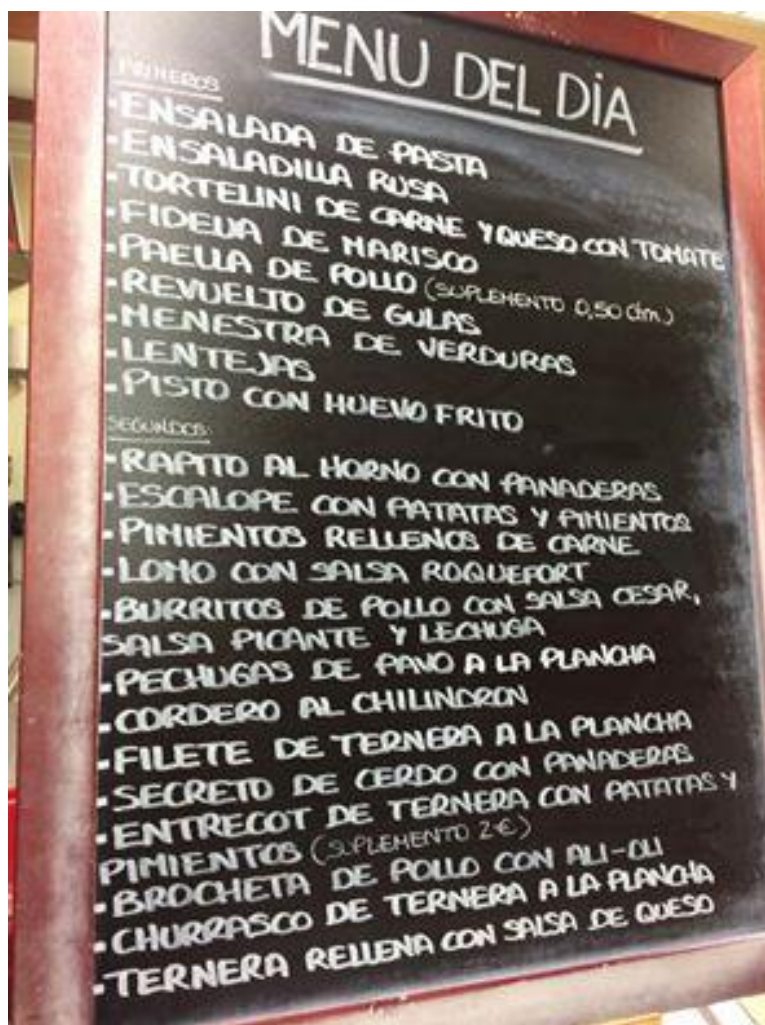 MENU DEL DÍA
PRIMEROS
·ENSALADA DE PASTA
·ENSALADILLA RUSA
·TORTELINI DE CARNE Y QUESO CON TOMATE
·FIDEUA DE MARISCO
·PAELLA DE POLLO (SUPLEMENTO 0,50 ctm.)
·REVUELTO DE GULAS
·MENESTRA DE VERDURAS
·LENTEJAS
·PISTO CON HUEVO FRITO
SEGUNDOS:
·RAPITO AL HORNO CON PANADERAS
·ESCALOPE CON PATATAS Y PIMIENTOS
·PIMIENTOS RELLENOS DE CARNE
·LOMO CON SALSA ROQUEFORT
·BURRITOS DE POLLO CON SALSA CESAR,
SALSA PICANTE Y LECHUGA
·PECHUGAS DE PAVO A LA PLANCHA
·CORDERO AL CHILINDRON
·FILETE DE TERNERA A LA PLANCHA
·SECRETO DE CERDO CON PANADERAS
·ENTRECOT DE TERNERA CON PATATAS Y
PIMIENTOS (SUPLEMENTO 2€)
·BROCHETA DE POLLO CON ALI-OLI
·CHURRASCO DE TERNERA A LA PLANCHA
·TERNERA RELLENA CON SALSA DE QUESO